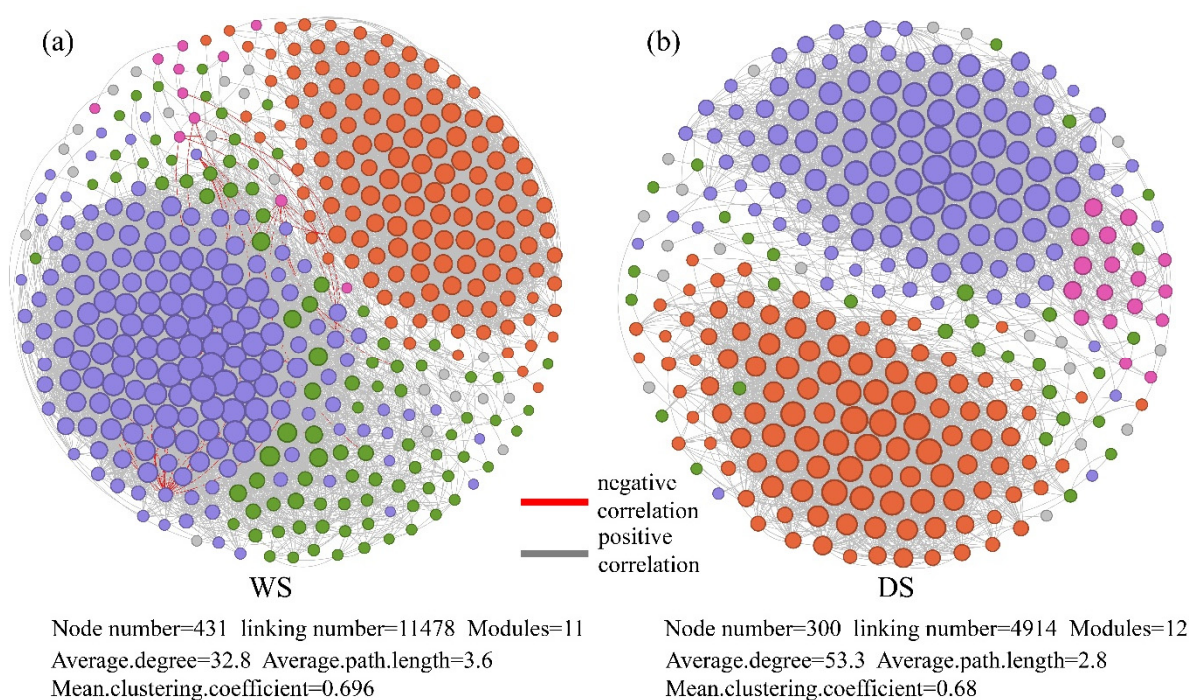 (a)
(b)
negative
correlation
positive
correlation
WS
DS
Node number=431 linking number=11478 Modules=11
Average.degree=32.8 Average.path.length=3.6
Mean.clustering.coefficient=0.696
Node number=300 linking number=4914 Modules=12
Average.degree=53.3 Average.path.length=2.8
Mean.clustering.coefficient=0.68